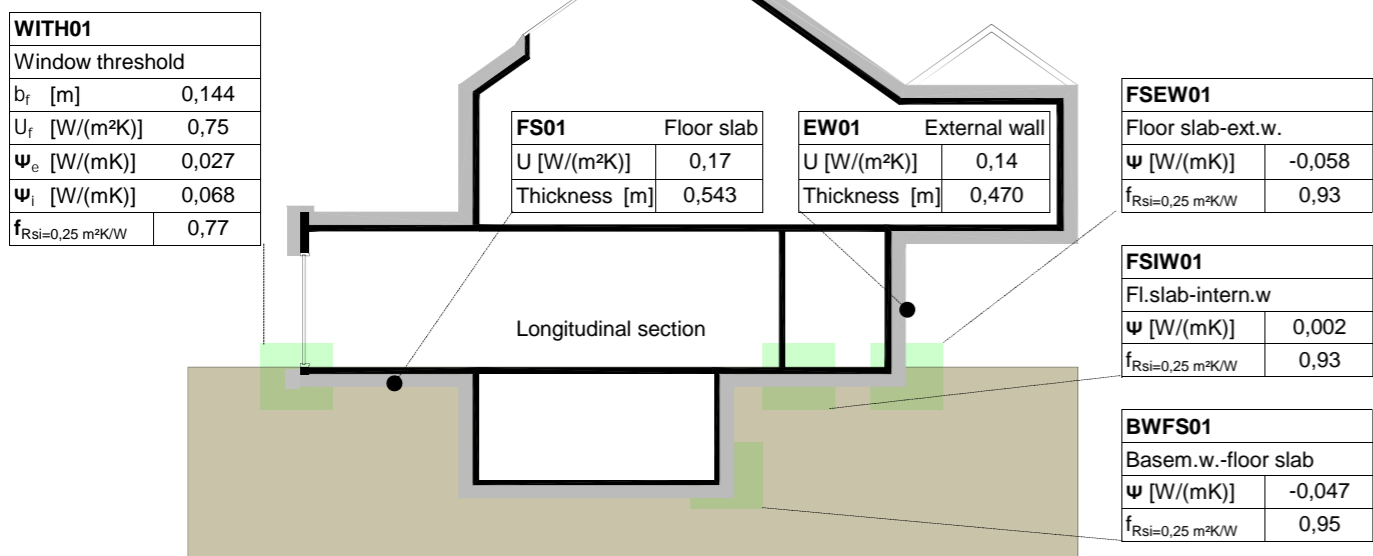 WITH01
Window threshold
bf [m] 0,144
Uf [W/(m²K)] 0,75
Ψe [W/(mK)] 0,027
Ψi [W/(mK)] 0,068
fRsi=0,25 m²K/W 0,77
FS01 Floor slab
U [W/(m²K)] 0,17
Thickness [m] 0,543
EW01 External wall
U [W/(m²K)] 0,14
Thickness [m] 0,470
FSEW01
Floor slab-ext.w.
Ψ [W/(mK)] -0,058
fRsi=0,25 m²K/W 0,93
FSIW01
Fl.slab-intern.w
Ψ [W/(mK)] 0,002
fRsi=0,25 m²K/W 0,93
Longitudinal section
BWFS01
Basem.w.-floor slab
Ψ [W/(mK)] -0,047
fRsi=0,25 m²K/W 0,95